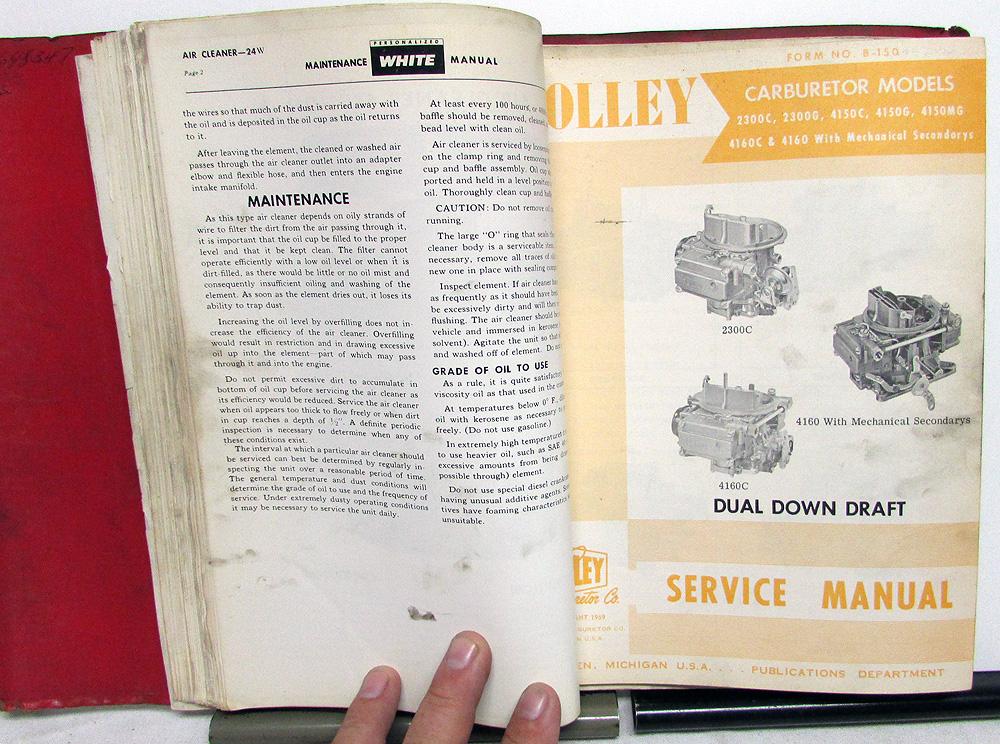 AIR CLEANER—24W
Page 2
PERSONALIZED
MAINTENANCE WHITE MANUAL
the wires so that much of the dust is carried away with
the oil and is deposited in the oil cup as the oil returns
to it.
After leaving the element, the cleaned or washed air
passes through the air cleaner outlet into an adapter
elbow and flexible hose, and then enters the engine
intake manifold.
MAINTENANCE
As this type air cleaner depends on oily strands of
wire to filter the dirt from the air passing through it,
it is important that the oil cup be filled to the proper
level and that it be kept clean. The filter cannot
operate efficiently with a low oil level or when it is
dirt-filled, as there would be little or no oil mist and
consequently insufficient oiling and washing of the
element. As soon as the element dries out, it loses its
ability to trap dust.
Increasing the oil level by overfilling does not in-
crease the efficiency of the air cleaner. Overfilling
would result in restriction and in drawing excessive
oil up into the element—part of which may pass
through it and into the engine.
Do not permit excessive dirt to accumulate in
bottom of oil cup before servicing the air cleaner as
its efficiency would be reduced. Service the air cleaner
when oil appears too thick to flow freely or when dirt
in cup reaches a depth of ½". A definite periodic
inspection is necessary to determine when any of
these conditions exist.
The interval at which a particular air cleaner should
be serviced can best be determined by regularly in-
specting the unit over a reasonable period of time.
The general temperature and dust conditions will
determine the grade of oil to use and the frequency of
service. Under extremely dusty operating conditions
it may be necessary to service the unit daily.
At least every 100 hours, or
baffle should be removed, cleaned,
bead level with clean oil.
Air cleaner is serviced by
on the clamp ring and removing
cup and baffle assembly. Oil cup
ported and held in a level position
oil. Thoroughly clean cup and
CAUTION: Do not remove
running.
The large "O" ring that
cleaner body is a serviceable
necessary, remove all traces of
new one in place with sealing
Inspect element. If air cleaner
as frequently as it should have
be excessively dirty and will
flushing. The air cleaner should
vehicle and immersed in
solvent). Agitate the unit so
and washed off of element. Do
GRADE OF OIL TO USE
As a rule, it is quite satisfactory
viscosity oil as that used in the
At temperatures below 0° F.,
oil with kerosene as necessary
freely. (Do not use gasoline.)
In extremely high temperatures
to use heavier oil, such as SAE
excessive amounts from being
possible through) element.
Do not use special diesel
having unusual additive agents.
tives have foaming characteristics
unsuitable.
FORM NO. B-150
OLLEY
CARBURETOR MODELS
2300C, 2300G, 4150C, 4150G, 4150MG
4160C & 4160 With Mechanical Secondarys
2300C
4160 With Mechanical Secondarys
4160C
DUAL DOWN DRAFT
LEY
retor Co.
HT 1959
BURETOR CO.
U.S.A.
SERVICE MANUAL
EN, MICHIGAN U.S.A. . . . PUBLICATIONS DEPARTMENT